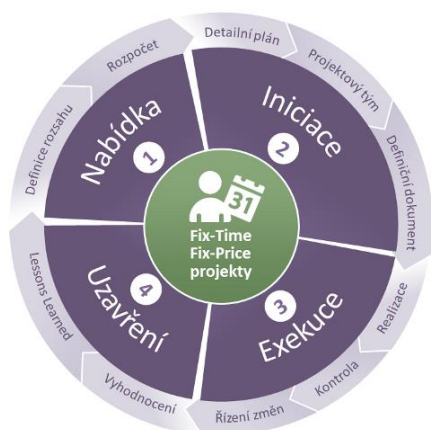 Definice rozsahu
Rozpočet
Nabídka
1
Detailní plán
Projektový tým
Definiční dokument
Iniciace
2
Realizace
Kontrola
Řízení změn
Exekuce
3
Vyhodnocení
Lessons Learned
Uzavření
4
31
Fix-Time
Fix-Price
projekty